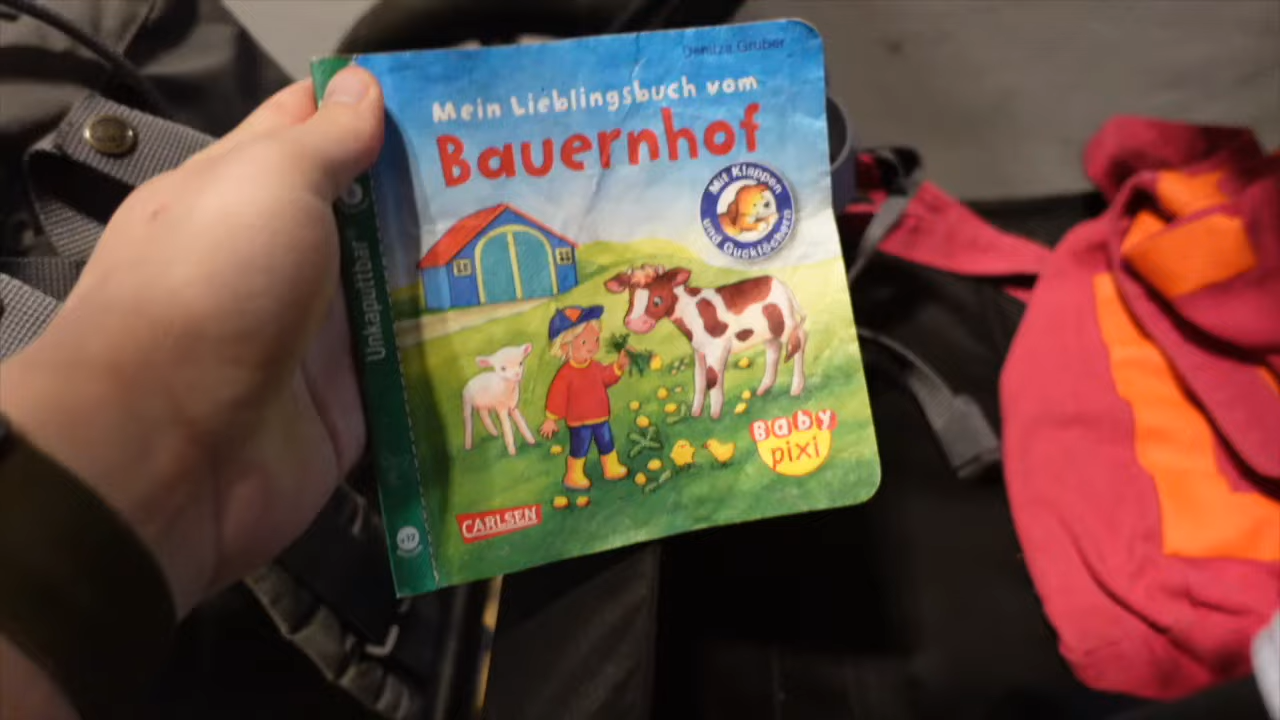 Denitza Gruber
Mein Lieblingsbuch vom
Bauernhof
Mit Klappen
und Gucklöchern
Unkaputtbar
Baby
pixi
CARLSEN